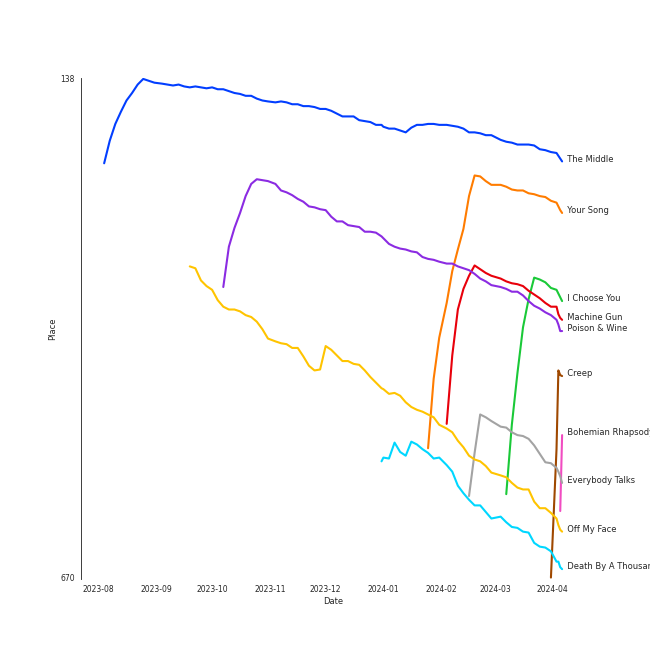 138
The Middle
Your Song
I Choose You
Machine Gun
Poison & Wine
Place
Creep
Bohemian Rhapsod
Everybody Talks
Off My Face
Death By A Thousan
670
2023-08 2023-09 2023-10 2023-11 2023-12 2024-01 2024-02 2024-03 2024-04
Date